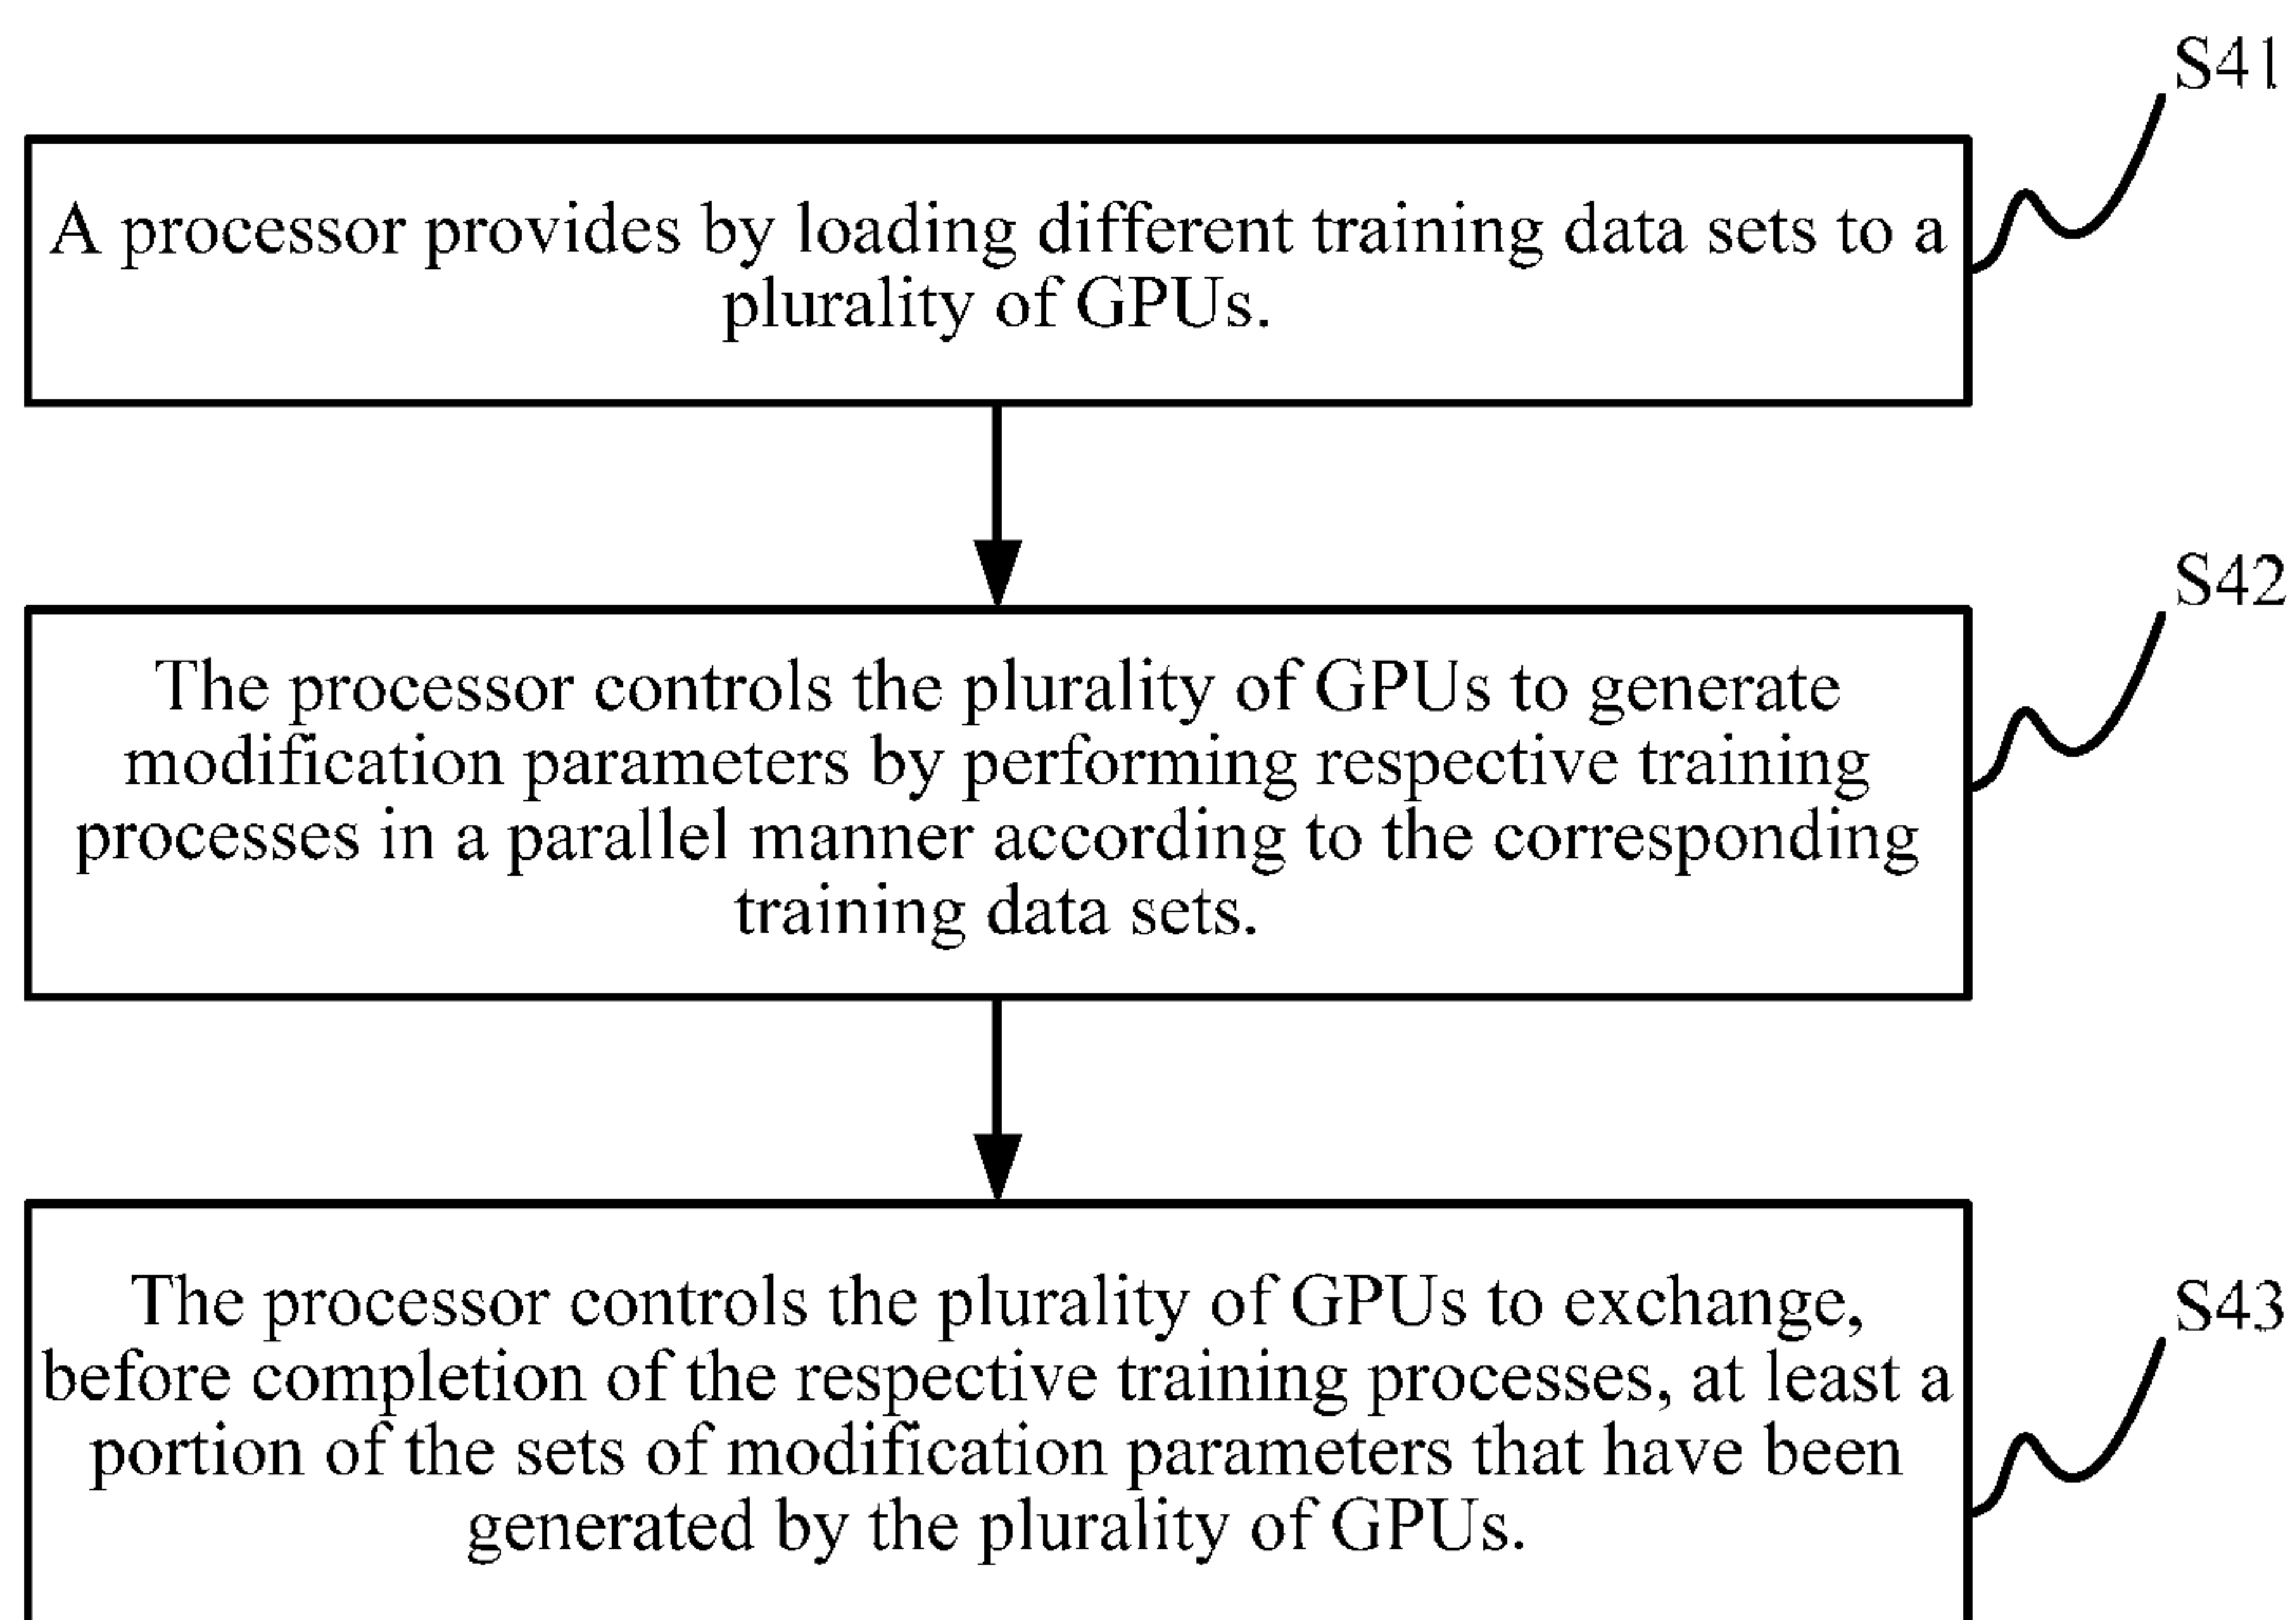 S41
A processor provides by loading different training data sets to a
plurality of GPUs.
S42
The processor controls the plurality of GPUs to generate
modification parameters by performing respective training
processes in a parallel manner according to the corresponding
training data sets.
S43
The processor controls the plurality of GPUs to exchange,
before completion of the respective training processes, at least a
portion of the sets of modification parameters that have been
generated by the plurality of GPUs.